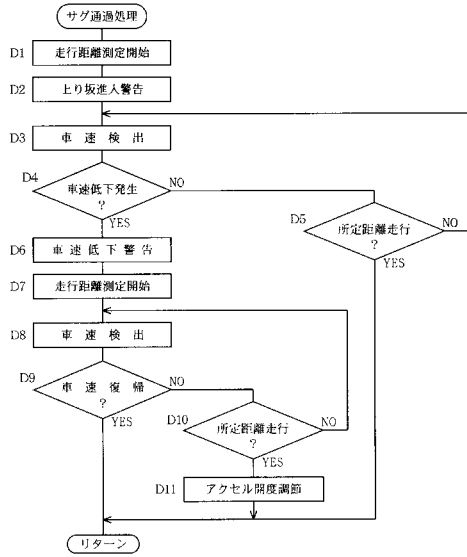 サグ通過処理
D1 走行距離測定開始
D2 上り坂進入警告
D3 車速検出
D4 車速低下発生
? NO
YES
D5 所定距離走行 NO
?
YES
D6 車速低下警告
D7 走行距離測定開始
D8 車速検出
D9 車速復帰 NO
?
YES
D10 所定距離走行 NO
?
YES
D11 アクセル開度調節
リターン